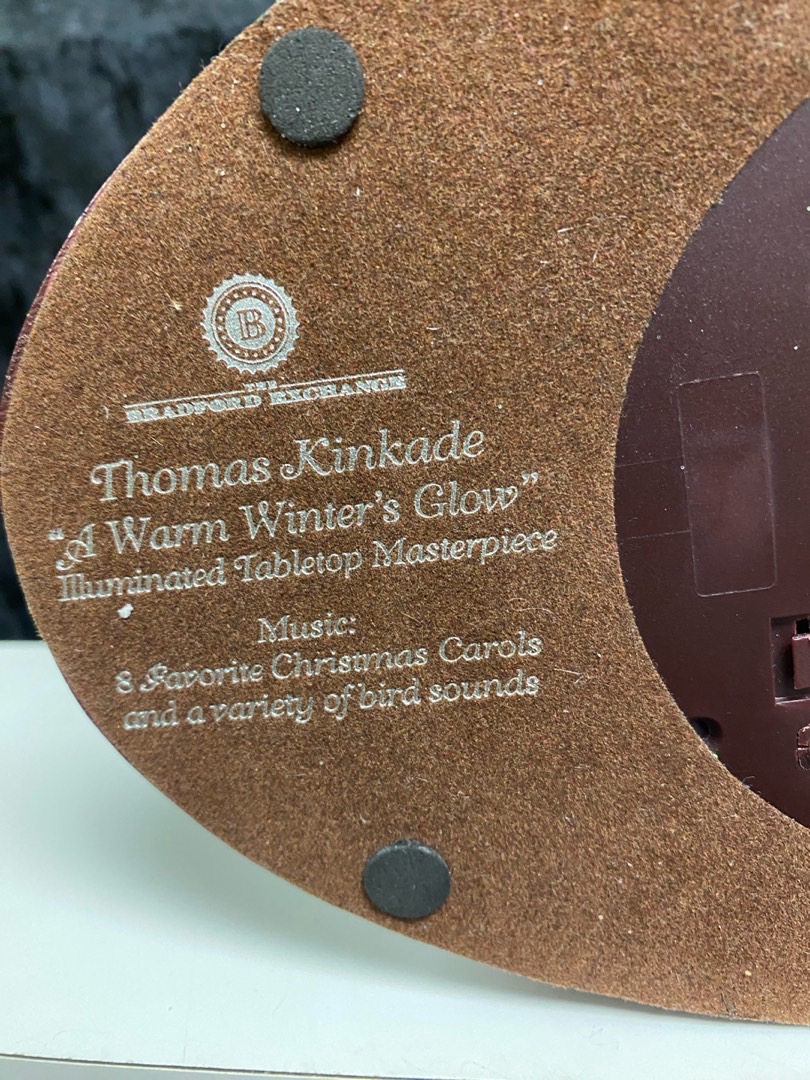 B
THE
BRADFORD EXCHANGE
Thomas Kinkade
"A Warm Winter's Glow"
Illuminated Tabletop Masterpiece
Music:
8 Favorite Christmas Carols
and a variety of bird sounds